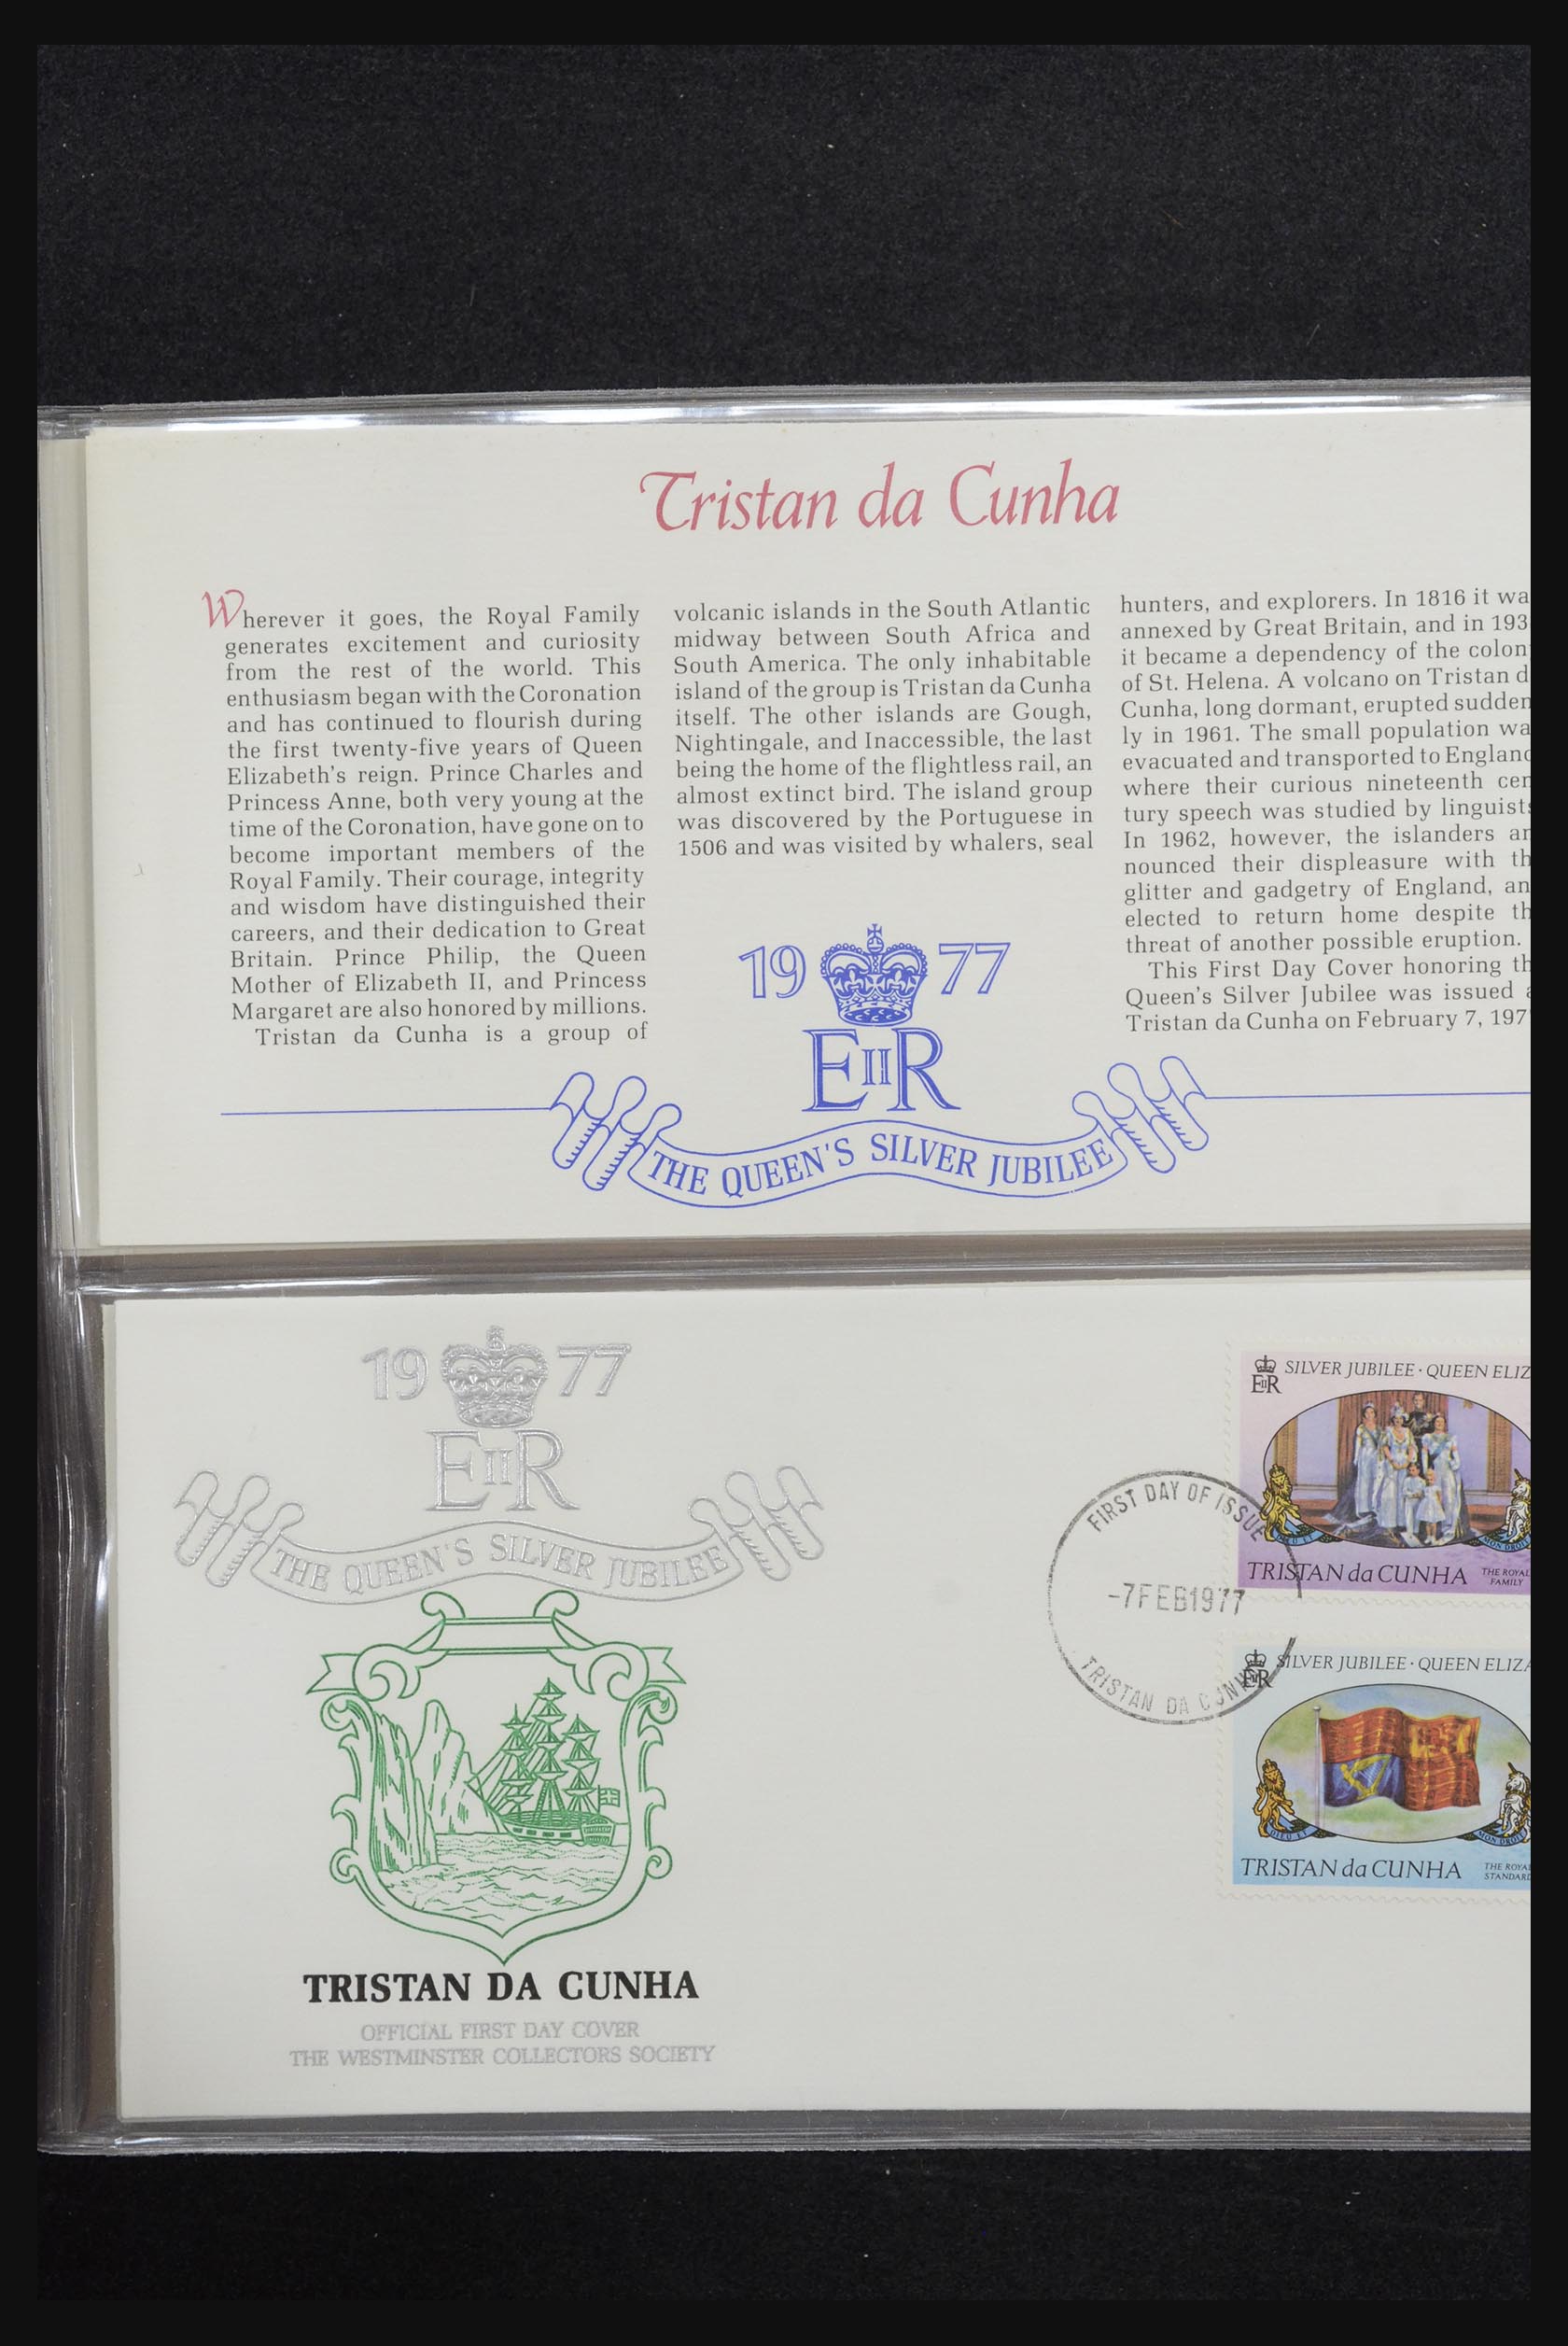 Tristan da Cunha
Wherever it goes, the Royal Family
generates excitement and curiosity
from the rest of the world. This
enthusiasm began with the Coronation
and has continued to flourish during
the first twenty-five years of Queen
Elizabeth's reign. Prince Charles and
Princess Anne, both very young at the
time of the Coronation, have gone on to
become important members of the
Royal Family. Their courage, integrity
and wisdom have distinguished their
careers, and their dedication to Great
Britain. Prince Philip, the Queen
Mother of Elizabeth II, and Princess
Margaret are also honored by millions.
Tristan da Cunha is a group of
volcanic islands in the South Atlantic
midway between South Africa and
South America. The only inhabitable
island of the group is Tristan da Cunha
itself. The other islands are Gough,
Nightingale, and Inaccessible, the last
being the home of the flightless rail, an
almost extinct bird. The island group
was discovered by the Portuguese in
1506 and was visited by whalers, seal
hunters, and explorers. In 1816 it wa
annexed by Great Britain, and in 193
it became a dependency of the colon
of St. Helena. A volcano on Tristan d
Cunha, long dormant, erupted sudden
ly in 1961. The small population wa
evacuated and transported to England
where their curious nineteenth cen
tury speech was studied by linguists
In 1962, however, the islanders an
nounced their displeasure with th
glitter and gadgetry of England, an
elected to return home despite th
threat of another possible eruption.
This First Day Cover honoring th
Queen's Silver Jubilee was issued a
Tristan da Cunha on February 7, 197
19 77
EIIR
THE QUEEN'S SILVER JUBILEE
19 77
EIIR
THE QUEEN'S SILVER JUBILEE
TRISTAN DA CUNHA
OFFICIAL FIRST DAY COVER
THE WESTMINSTER COLLECTORS SOCIETY
FIRST DAY OF ISSUE
-7FEB1977
TRISTAN DA CUNHA
EIIR
SILVER JUBILEE · QUEEN ELIZ
DIEU ET
MON DROIT
TRISTAN da CUNHA
THE ROYAL
FAMILY
EIIR
SILVER JUBILEE · QUEEN ELIZA
DIEU ET
MON DROIT
TRISTAN da CUNHA
THE ROYAL
STANDARD